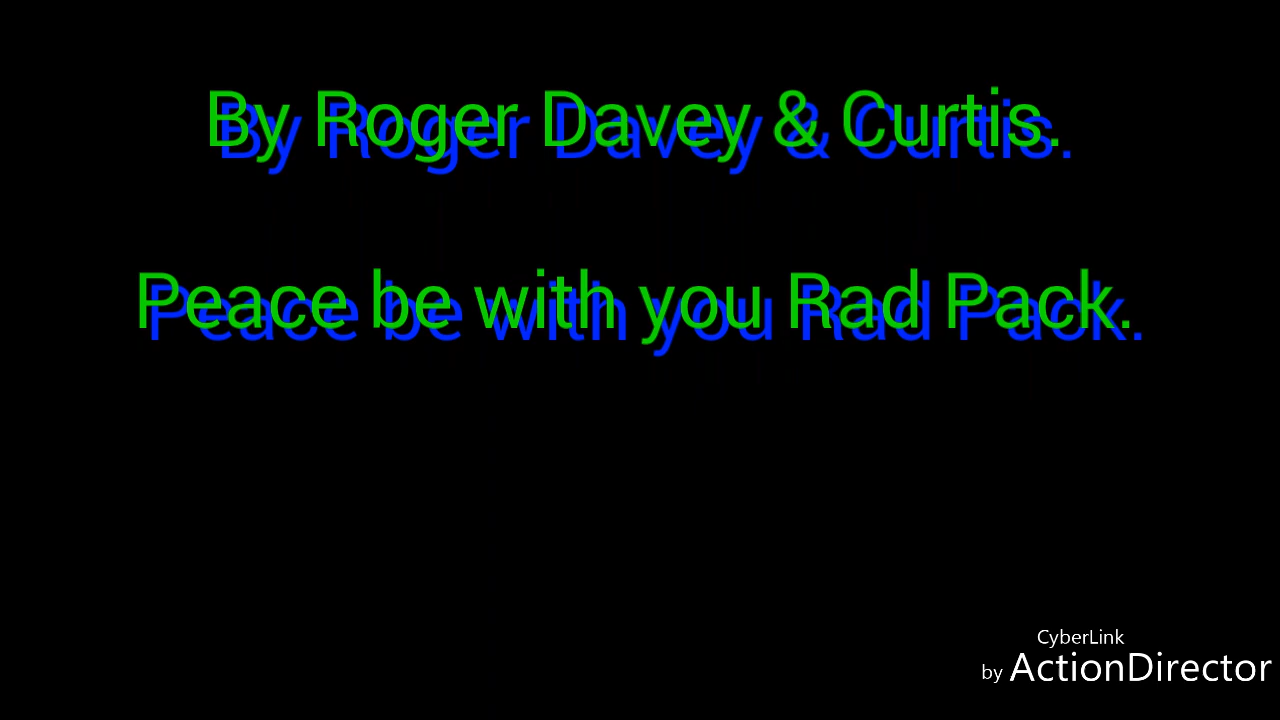 By Roger Davey & Curtis.
Peace be with you Rad Pack.
CyberLink
by ActionDirector